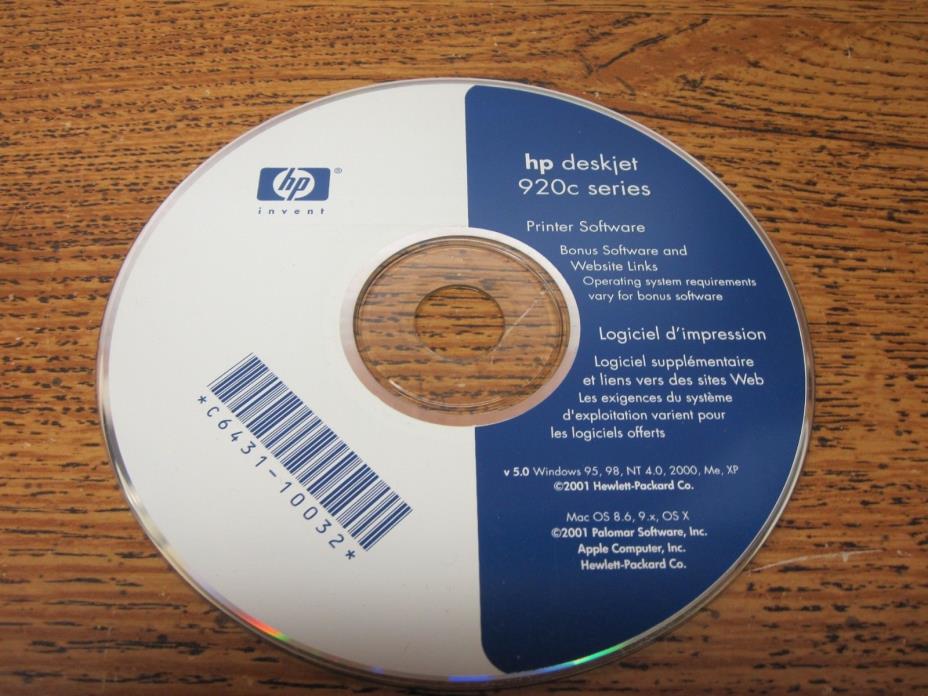 hp®
invent
hp deskjet
920c series
Printer Software
Bonus Software and
Website Links
Operating system requirements
vary for bonus software
Logiciel d'impression
Logiciel supplémentaire
et liens vers des sites Web
Les exigences du système
d'exploitation varient pour
les logiciels offerts
v 5.0 Windows 95, 98, NT 4.0, 2000, Me, XP
©2001 Hewlett-Packard Co.
Mac OS 8.6, 9.x, OS X
©2001 Palomar Software, Inc.
Apple Computer, Inc.
Hewlett-Packard Co.
*C6431-10032*